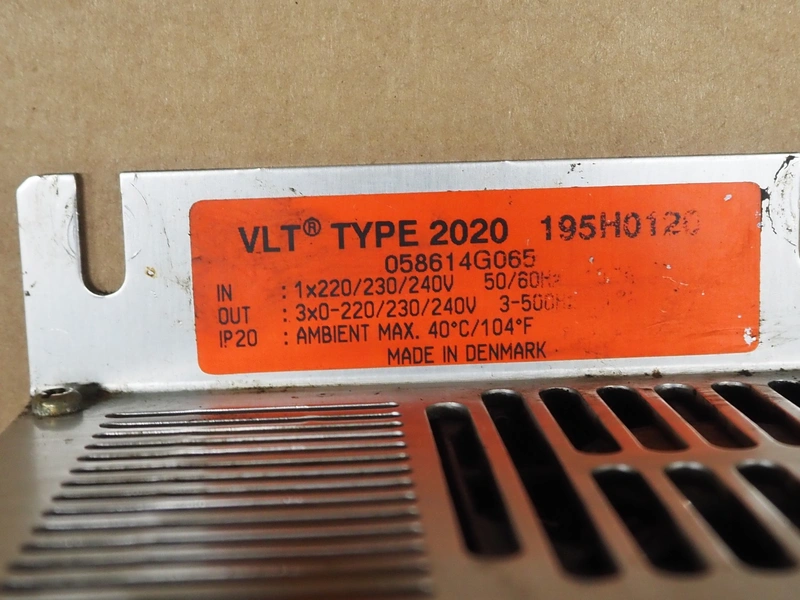 VLT® TYPE 2020 195H0120
058614G065
IN : 1x220/230/240V 50/60Hz
OUT : 3x0-220/230/240V 3-500Hz
IP20 : AMBIENT MAX. 40°C/104°F
MADE IN DENMARK